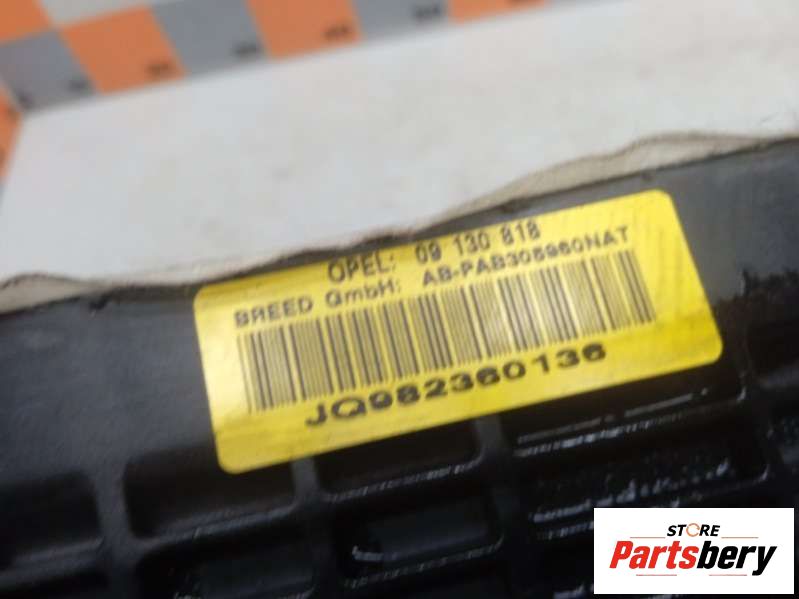 OPEL: 09 130 818
BREED GmbH: AB-PAB305960NAT
JQ982360136
STORE
Partsbery